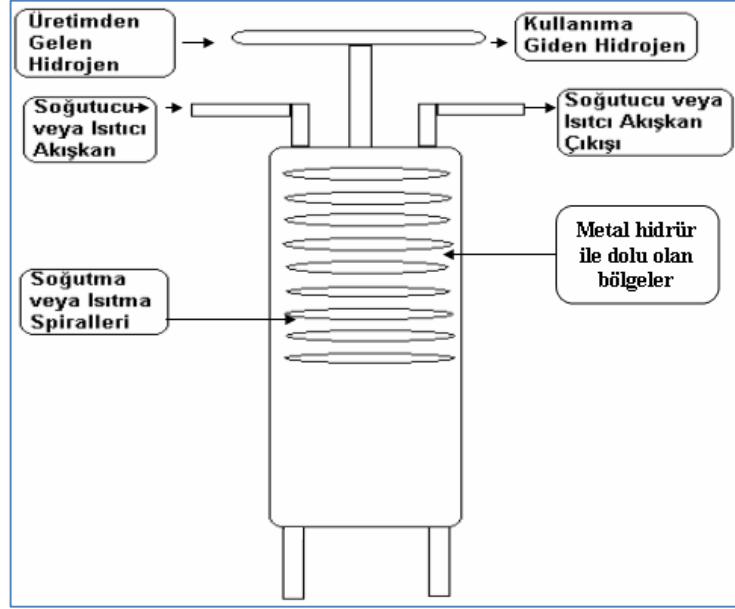 Üretimden
Gelen
Hidrojen
Kullanıma
Giden Hidrojen
Soğutucu
veya Isıtıcı
Akışkan
Soğutucu veya
Isıtcı Akışkan
Çıkışı
Metal hidrür
ile dolu olan
bölgeler
Soğutma
veya Isıtma
Spiralleri